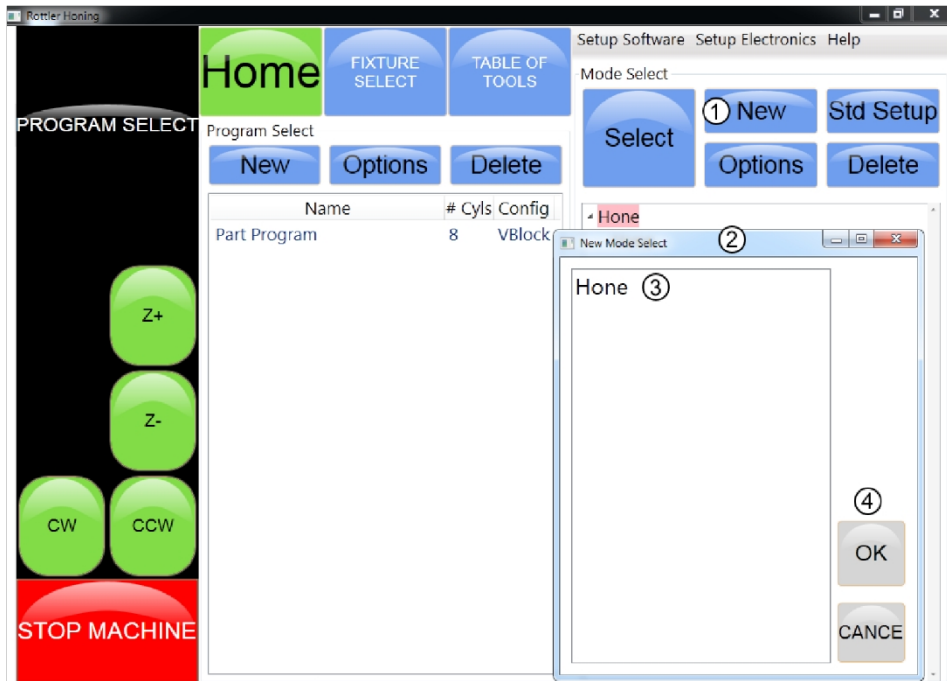 Rottler Honing
Setup Software Setup Electronics Help
Home
FIXTURE
SELECT
TABLE OF
TOOLS
Mode Select
PROGRAM SELECT
Program Select
Select
① New
Std Setup
New
Options
Delete
Options
Delete
Name # Cyls Config
Hone
Part Program 8 VBlock
New Mode Select ②
Hone ③
Z+
Z-
④
CW
CCW
OK
STOP MACHINE
CANCE